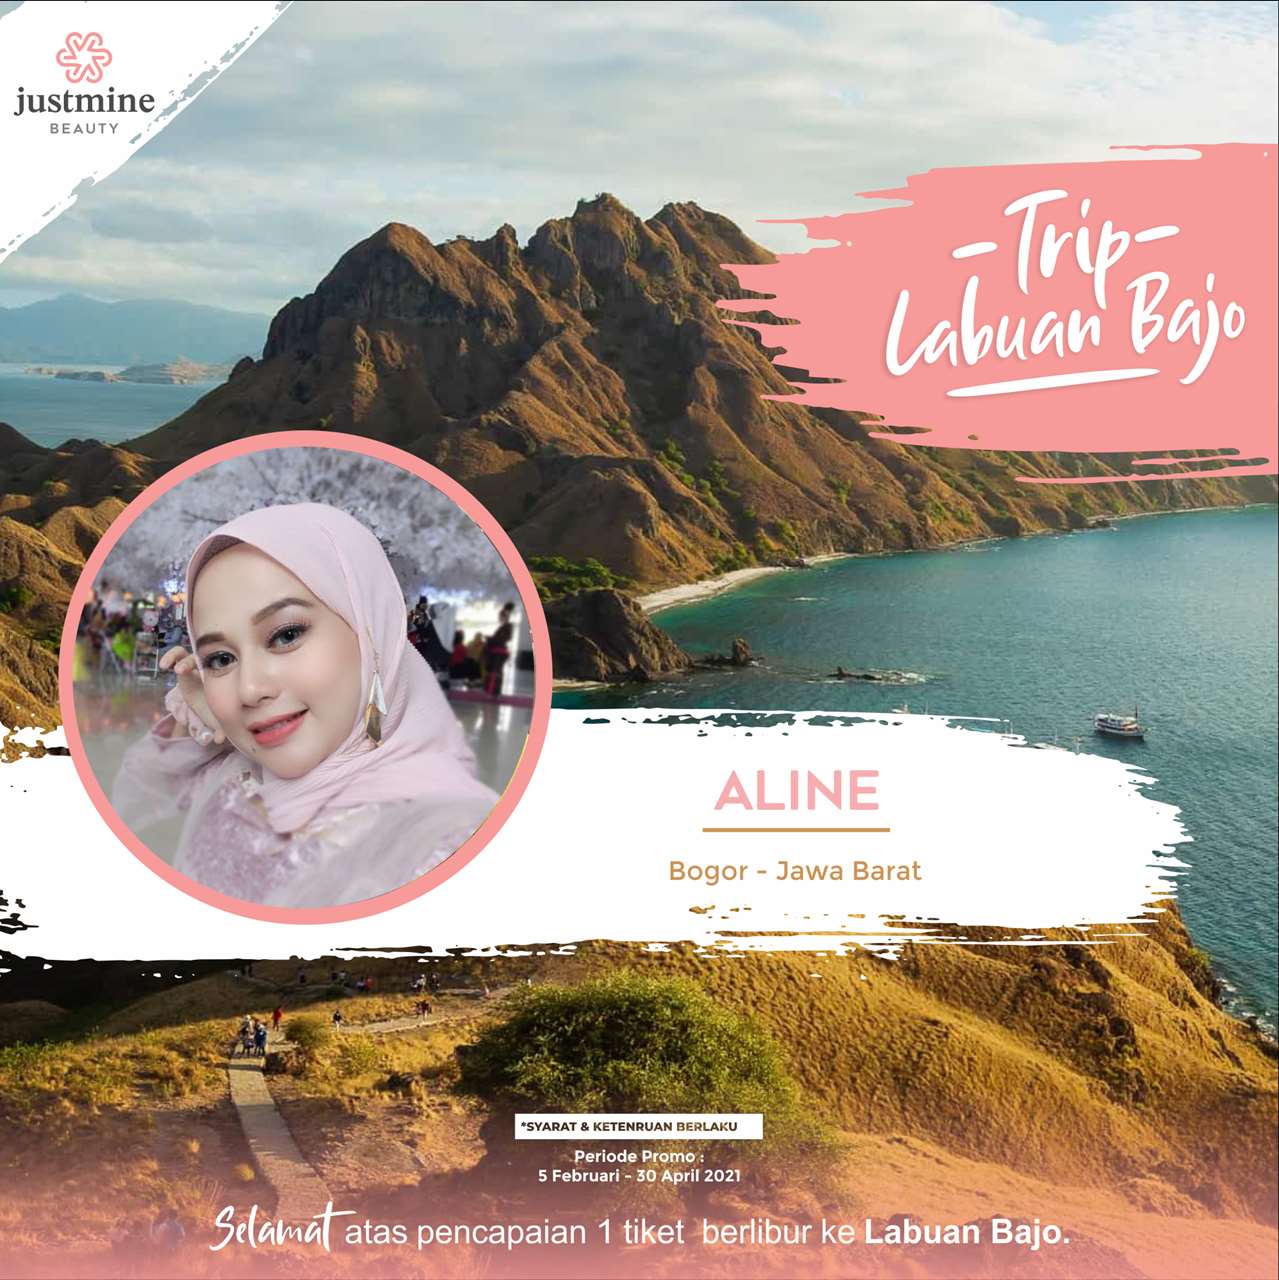 justmine
BEAUTY
-Trip-
Labuan Bajo
ALINE
Bogor - Jawa Barat
*SYARAT & KETENRUAN BERLAKU
Periode Promo :
5 Februari - 30 April 2021
Selamat atas pencapaian 1 tiket berlibur ke Labuan Bajo.